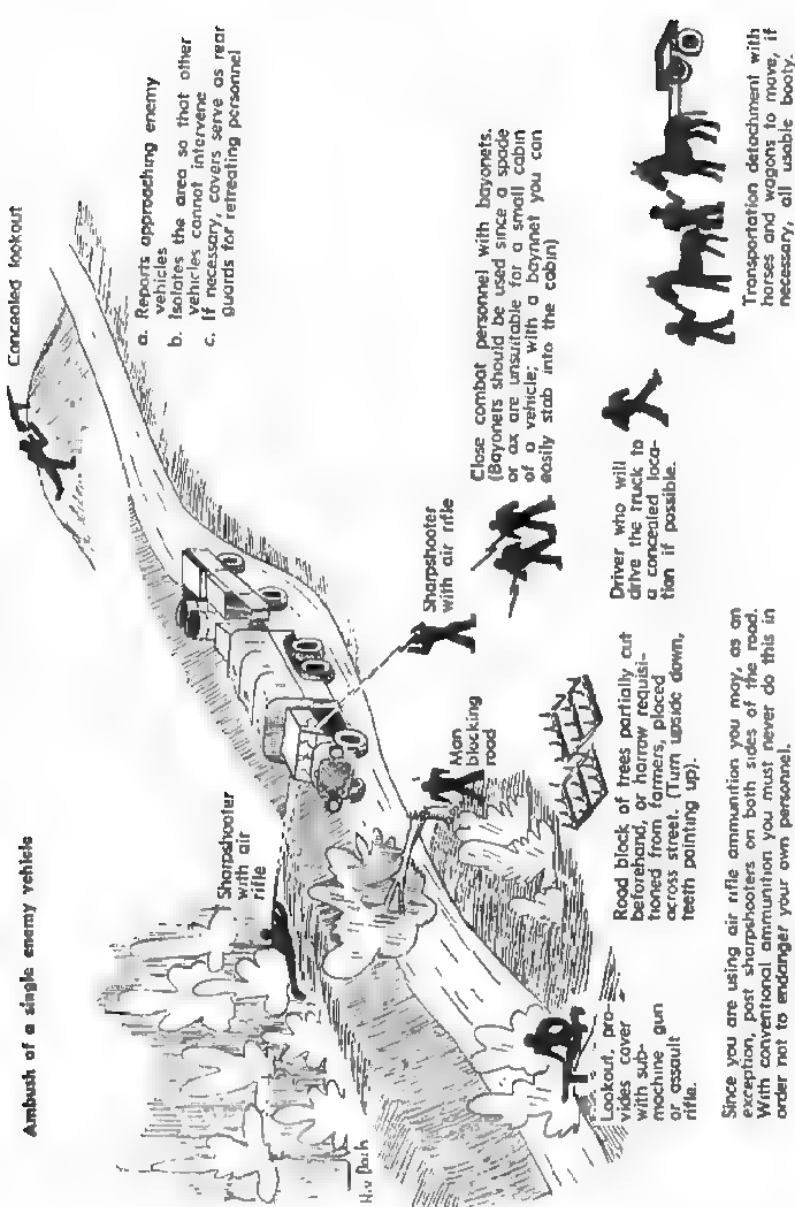 Ambush of a single enemy vehicle
Concealed lookout
a. Reports approaching enemy
vehicles
b. Isolates the area so that other
vehicles cannot intervene
c. If necessary, covers serve as rear
guards for retreating personnel
Sharpshooter
with air
rifle
H.v Dach
Sharpshooter
with air rifle
Close combat personnel with bayonets.
(Bayoners should be used since a spade
or ax are unsuitable for a small cabin
of a vehicle; with a baynnet you can
easily stab into the cabin)
Man
blocking
road
Lookout, pro-
vides cover
with sub-
machine gun
or assault
rifle.
Road block of trees partially cut
beforehand, or harrow requisi-
tioned from farmers, placed
across street. (Turn upside down,
teeth pointing up).
Driver who will
drive the truck to
a concealed loca-
tion if possible.
Transportation detachment with
horses and wagons to move, if
necessary, all usable booty.
Since you are using air rifle ammunition you may, as an
exception, post sharpshooters on both sides of the road.
With conventional ammunition you must never do this in
order not to endanger your own personnel.